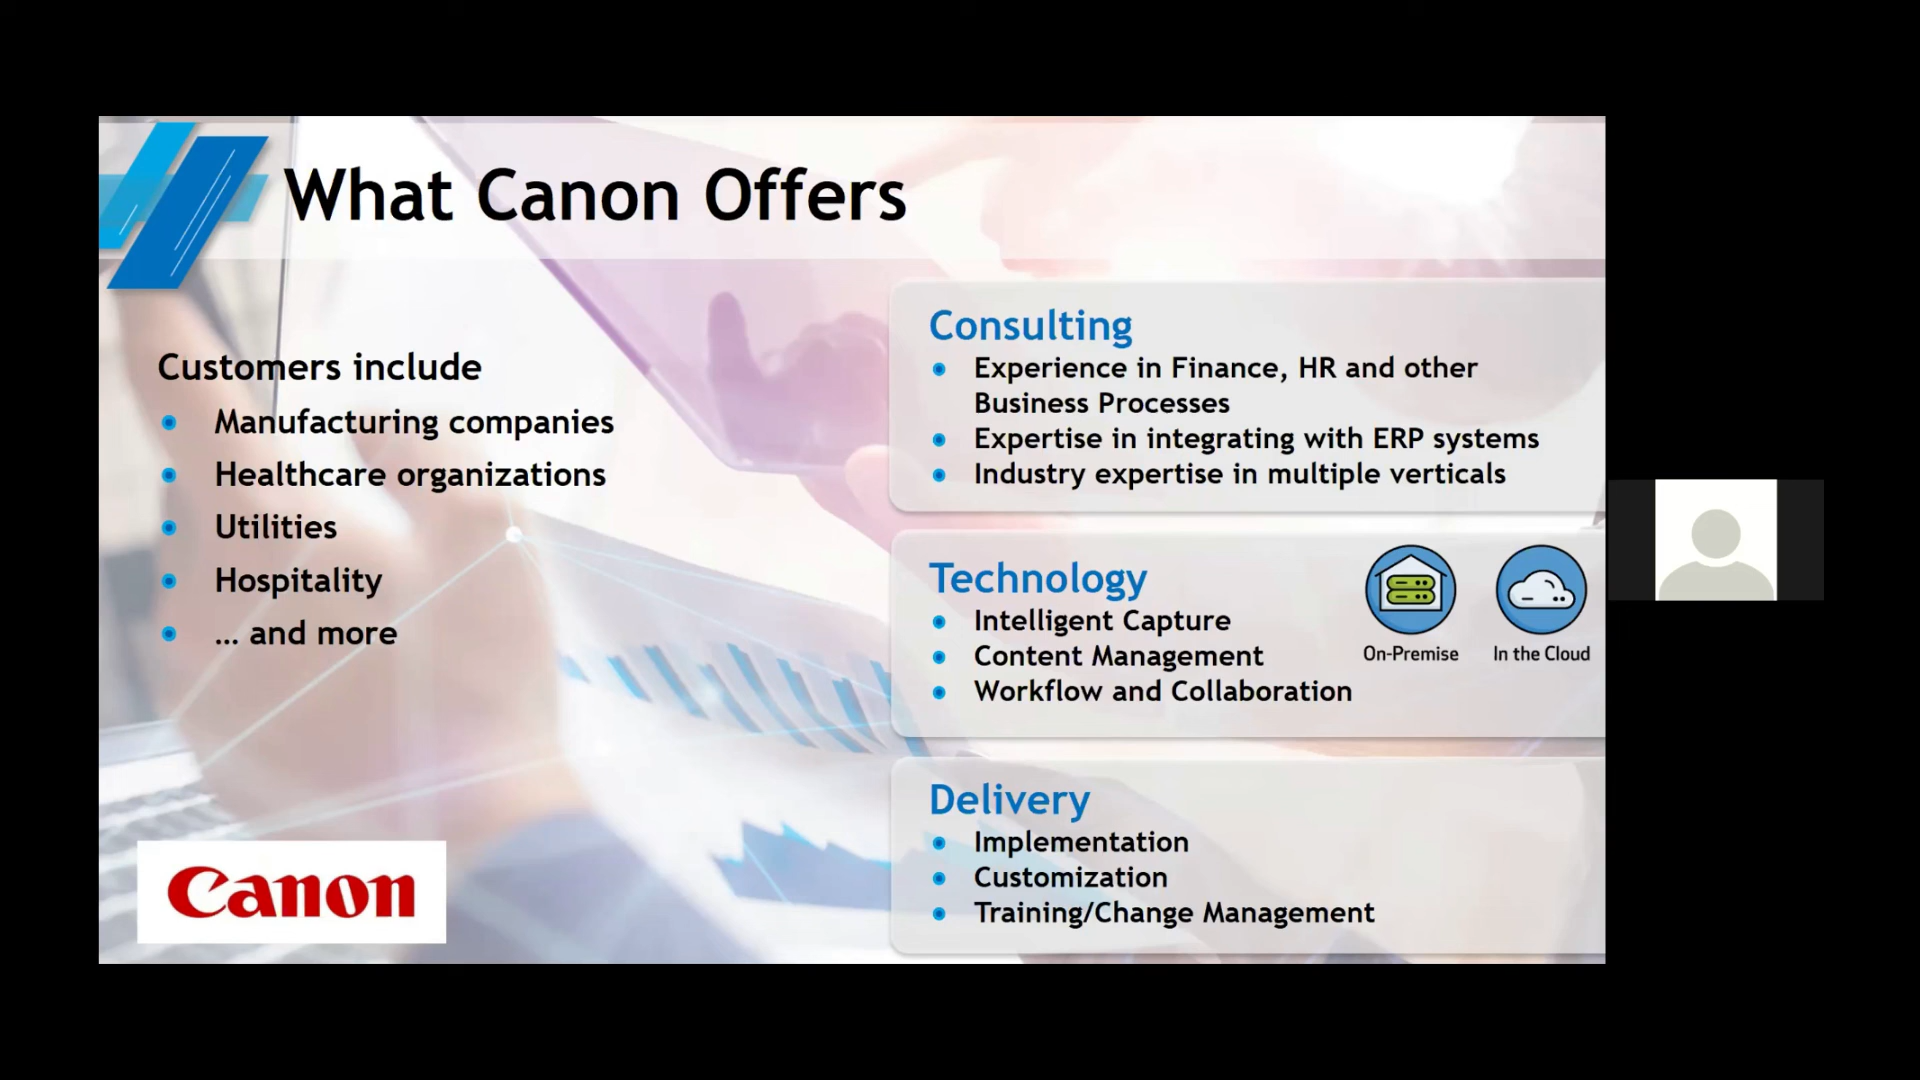 What Canon Offers
Customers include
Manufacturing companies
Healthcare organizations
Utilities
Hospitality
... and more
Canon
Consulting
Experience in Finance, HR and other
Business Processes
Expertise in integrating with ERP systems
Industry expertise in multiple verticals
Technology
Intelligent Capture
Content Management
Workflow and Collaboration
On-Premise
In the Cloud
Delivery
Implementation
Customization
Training/Change Management